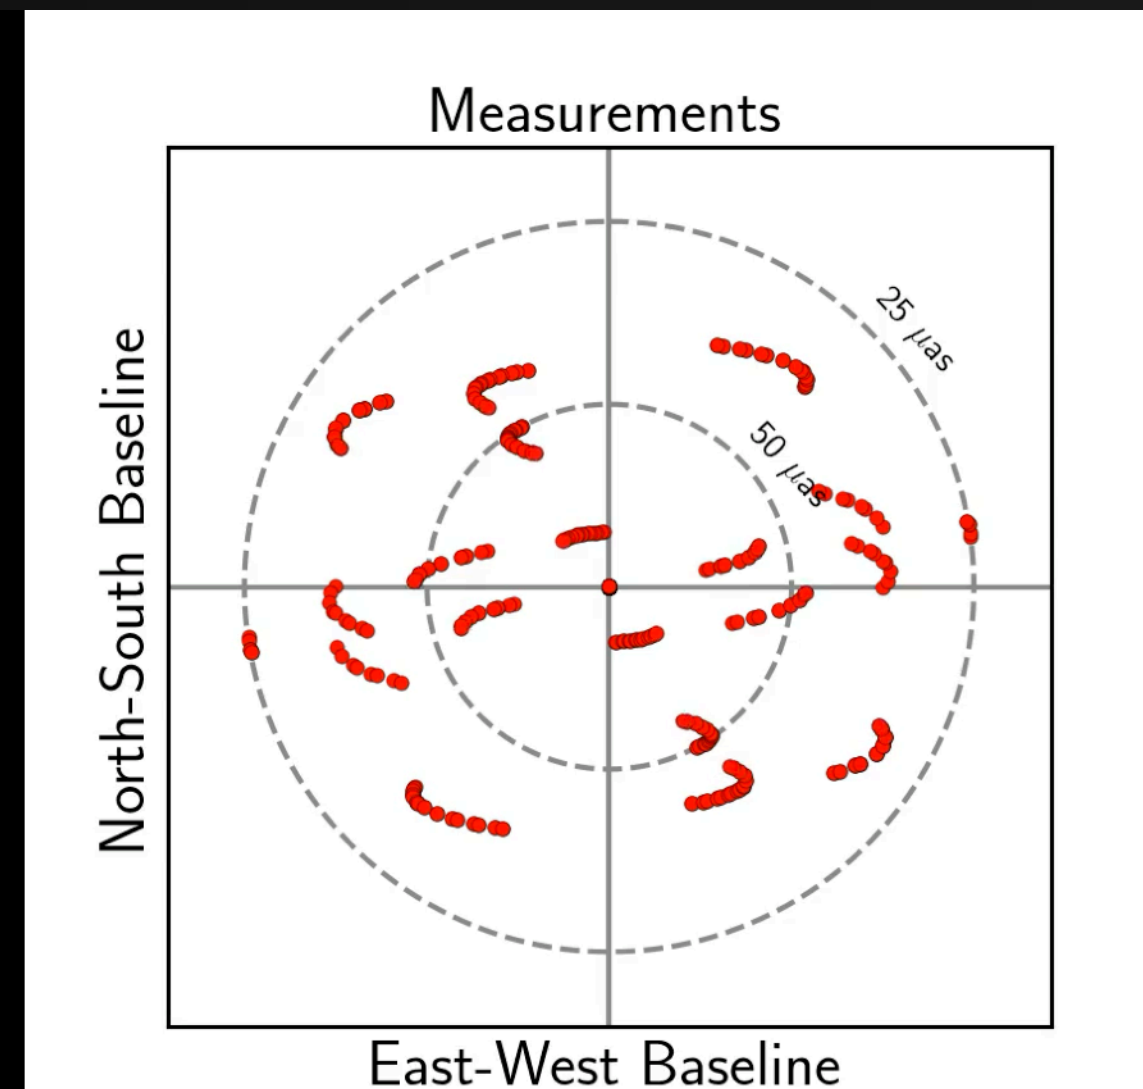 Measurements
25 μas
50 μas
North-South Baseline
East-West Baseline